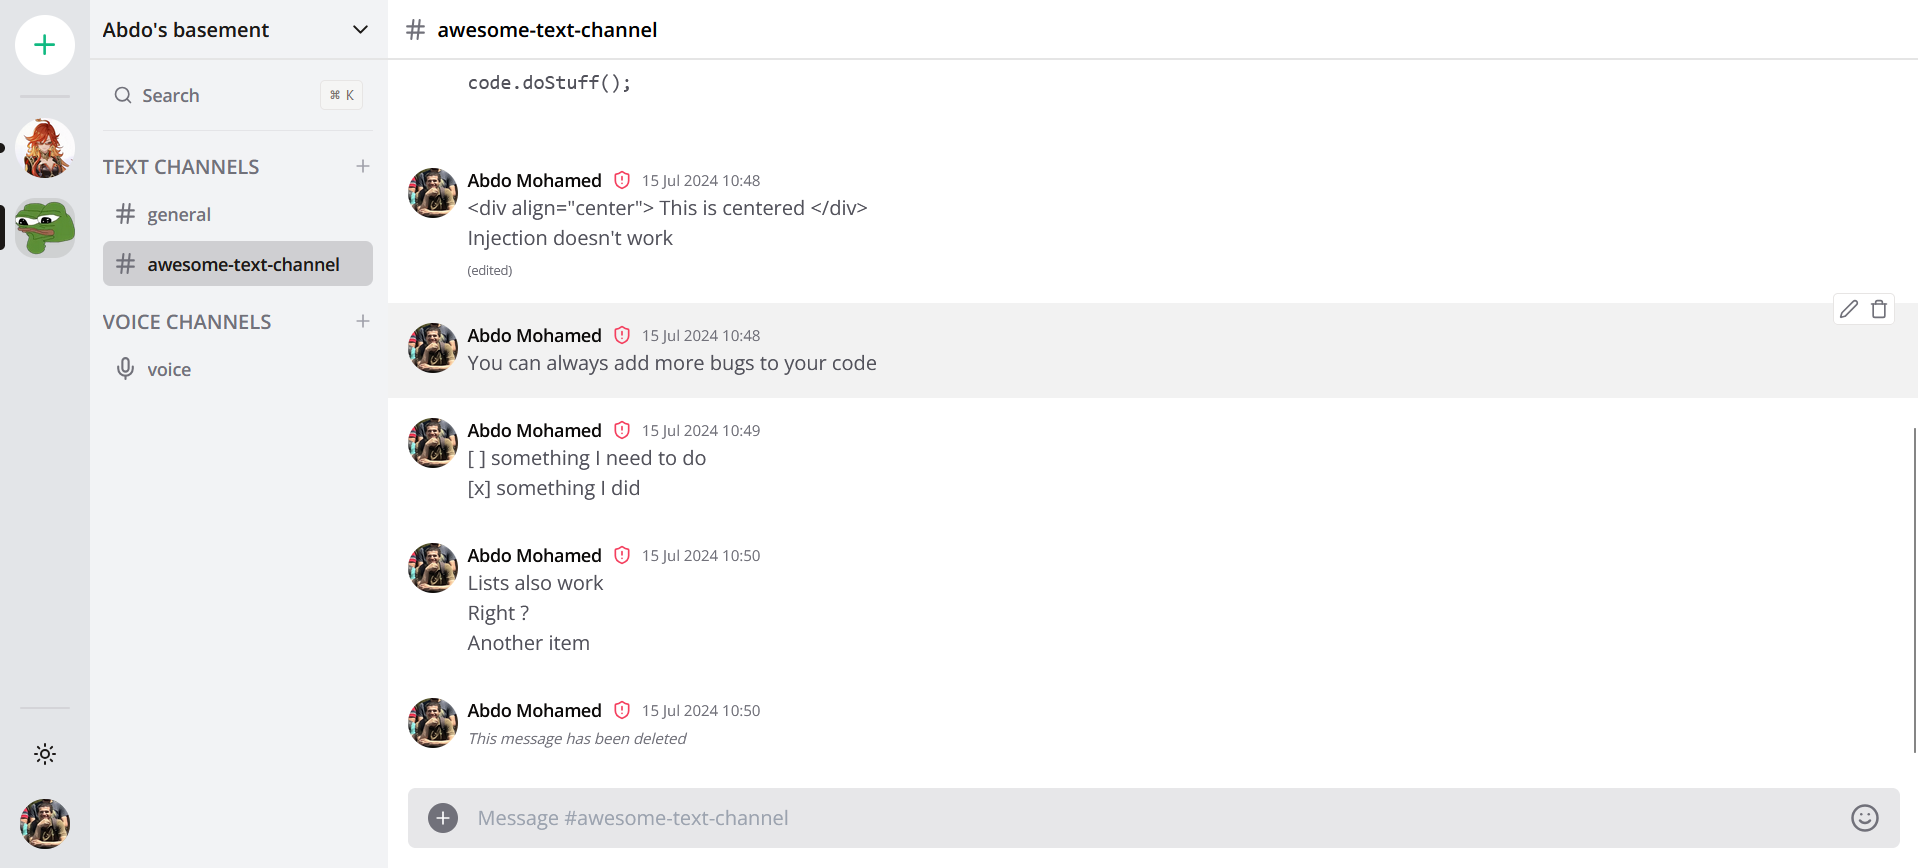 Abdo's basement
Search
⌘ K
TEXT CHANNELS
general
awesome-text-channel
VOICE CHANNELS
voice
# awesome-text-channel
code.doStuff();
Abdo Mohamed 15 Jul 2024 10:48
<div align="center"> This is centered </div>
Injection doesn't work
(edited)
Abdo Mohamed 15 Jul 2024 10:48
You can always add more bugs to your code
Abdo Mohamed 15 Jul 2024 10:49
[ ] something I need to do
[x] something I did
Abdo Mohamed 15 Jul 2024 10:50
Lists also work
Right ?
Another item
Abdo Mohamed 15 Jul 2024 10:50
This message has been deleted
Message #awesome-text-channel